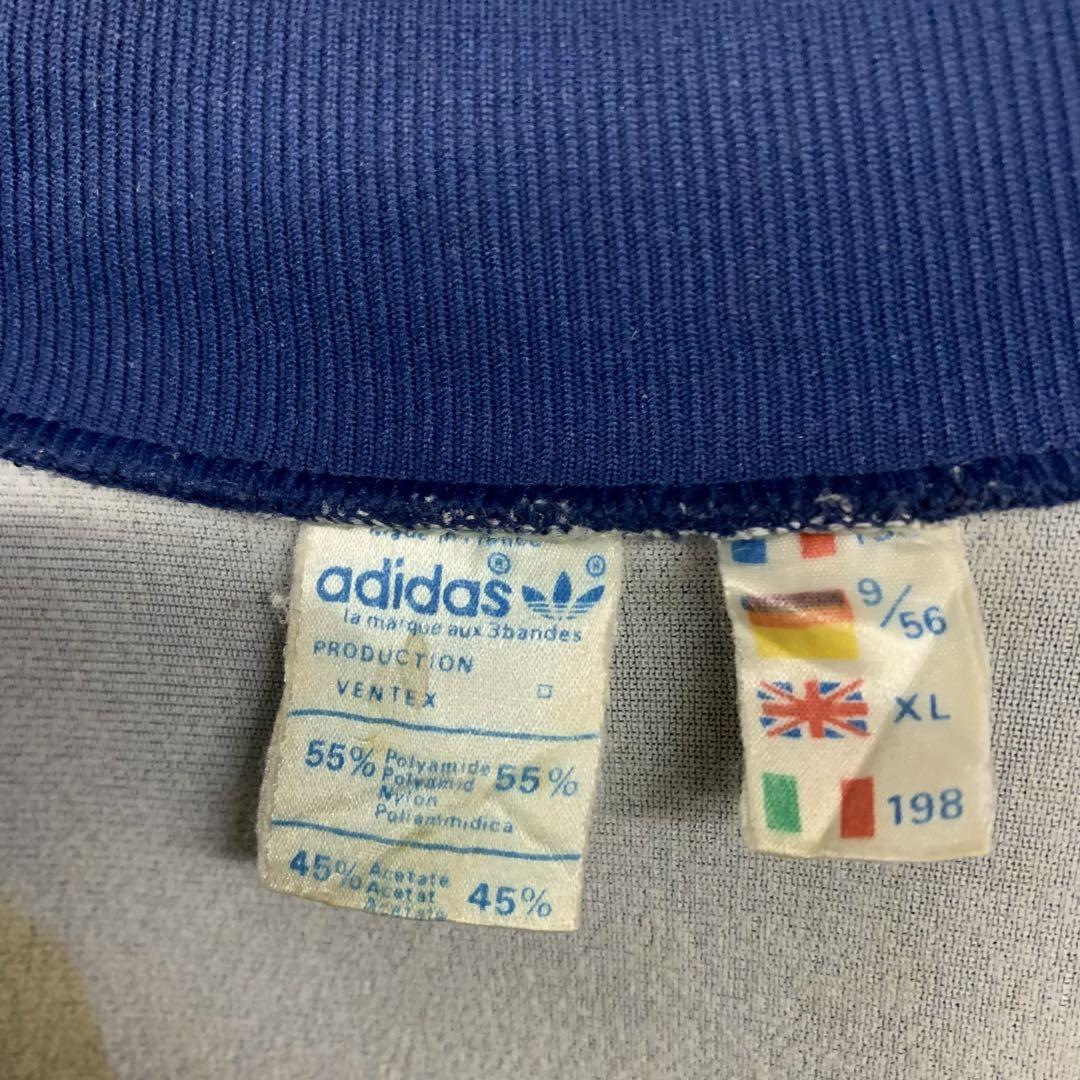 adidas ® ®
la marque aux 3 bandes
PRODUCTION
VENTEX
55% Polyamide 55%
Polyamid
Nylon
Poliammidica
45% Acetate 45%
Acetat
9/56
XL
198